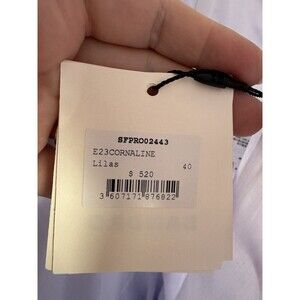 SFPRO02443
E23CORNALINE
Lilas 40
$ 520
3 607171 876822